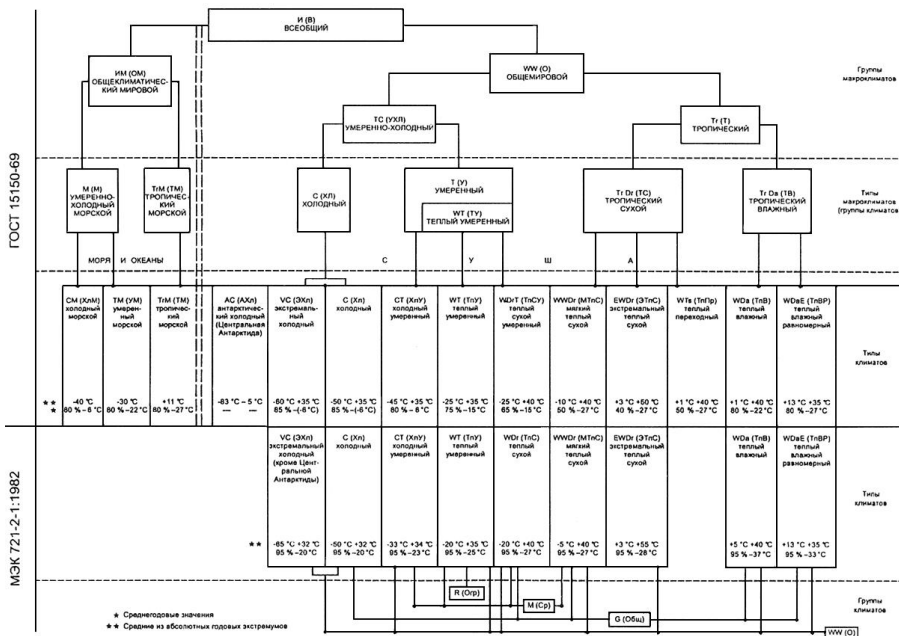 И (В)
ВСЕОБЩИЙ
ИМ (ОМ)
ОБЩЕКЛИМАТИЧЕС-
КИЙ МИРОВОЙ
WW (О)
ОБЩЕМИРОВОЙ
Группы
макроклиматов
ТС (УХЛ)
УМЕРЕННО-ХОЛОДНЫЙ
Tr (Т)
ТРОПИЧЕСКИЙ
ГОСТ 15150-69
М (М)
УМЕРЕННО-
ХОЛОДНЫЙ
МОРСКОЙ
TrM (ТМ)
ТРОПИЧЕС-
КИЙ
МОРСКОЙ
С (ХЛ)
ХОЛОДНЫЙ
Т (У)
УМЕРЕННЫЙ
WT (ТУ)
ТЕПЛЫЙ УМЕРЕННЫЙ
Tr Dr (ТС)
ТРОПИЧЕСКИЙ
СУХОЙ
Tr Da (ТВ)
ТРОПИЧЕСКИЙ
ВЛАЖНЫЙ
Типы
макроклиматов
(группы климатов)
МОРЯ И ОКЕАНЫ
С У Ш А
СМ (ХлМ)
холодный
морской
-40 °С
80 % –6 °С
ТМ (УМ)
умерен-
ный
морской
-30 °С
80 % –22 °С
TrM (ТМ)
тропичес-
кий
морской
+11 °С
80 % –27 °С
АС (АХл)
антарктичес-
кий холодный
(Центральная
Антарктида)
-83 °С – 5 °С
--- ---
VC (ЭХл)
экстремаль-
ный
холодный
-60 °С +35 °С
85 % –(-6 °С)
С (Хл)
холодный
-50 °С +35 °С
85 % –(-6 °С)
СТ (ХлУ)
холодный
умеренный
-45 °С +35 °С
80 % – 6 °С
WT (ТпУ)
теплый
умеренный
-25 °С +35 °С
75 % –15 °С
WDrT (ТпСУ)
теплый
сухой
умеренный
-25 °С +40 °С
65 % –15 °С
WWDr (МТпС)
мягкий
теплый
сухой
-10 °С +40 °С
50 % –27 °С
EWDr (ЭТпС)
экстремальный
теплый
сухой
+3 °С +50 °С
40 % –27 °С
WTs (ТпПр)
теплый
переходный
+1 °С +40 °С
50 % –27 °С
WDa (ТпВ)
теплый
влажный
+1 °С +40 °С
80 % –22 °С
WDaE (ТпВР)
теплый
влажный
равномерный
+13 °С +35 °С
80 % –27 °С
Типы
климатов
★ ★
★
МЭК 721-2-1:1982
VC (ЭХл)
экстремальный
холодный
(кроме Цент-
ральной
Антарктиды)
-65 °С +32 °С
95 % –20 °С
С (Хл)
холодный
-50 °С +32 °С
95 % –20 °С
СТ (ХлУ)
холодный
умеренный
-33 °С +34 °С
95 % –23 °С
WT (ТпУ)
теплый
умеренный
-20 °С +35 °С
95 % –25 °С
WDr (ТпС)
теплый
сухой
-20 °С +40 °С
95 % –27 °С
WWDr (МТпС)
мягкий
теплый
сухой
-5 °С +40 °С
95 % –27 °С
EWDr (ЭТпС)
экстремальный
теплый
сухой
+3 °С +55 °С
95 % –28 °С
WDa (ТпВ)
теплый
влажный
+5 °С +40 °С
95 % –37 °С
WDaE (ТпВР)
теплый
влажный
равномерный
+13 °С +35 °С
95 % –33 °С
Типы
климатов
★ ★
R (Огр)
М (Ср)
G (Общ)
WW (О)
Группы
климатов
★ Среднегодовые значения
★ ★ Средние из абсолютных годовых экстремумов